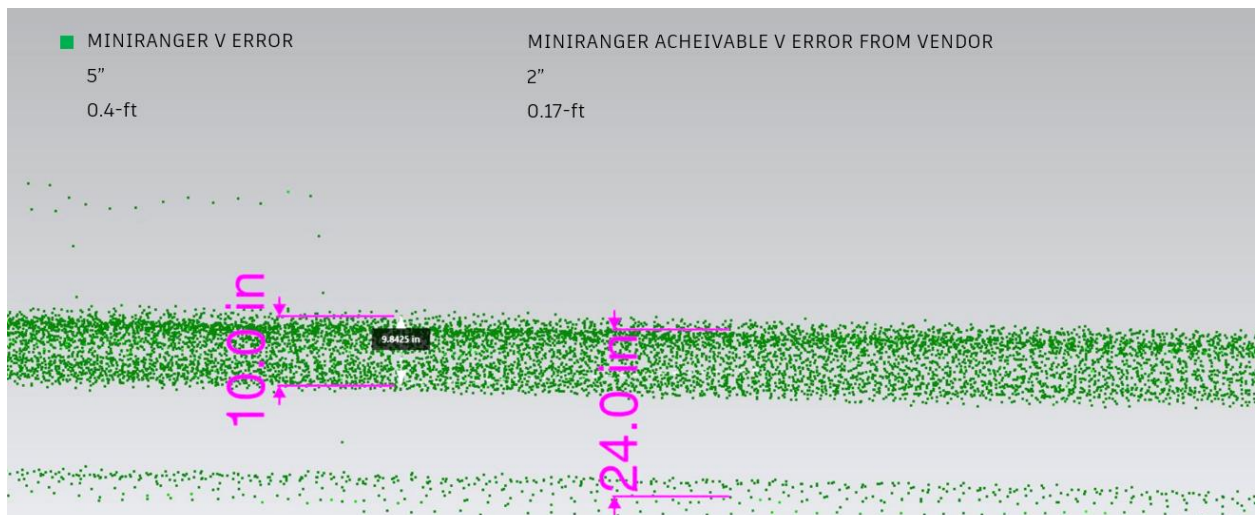 MINIRANGER V ERROR
5”
0.4-ft
MINIRANGER ACHEIVABLE V ERROR FROM VENDOR
2”
0.17-ft
10.0 in
9.8425 in
24.0 in